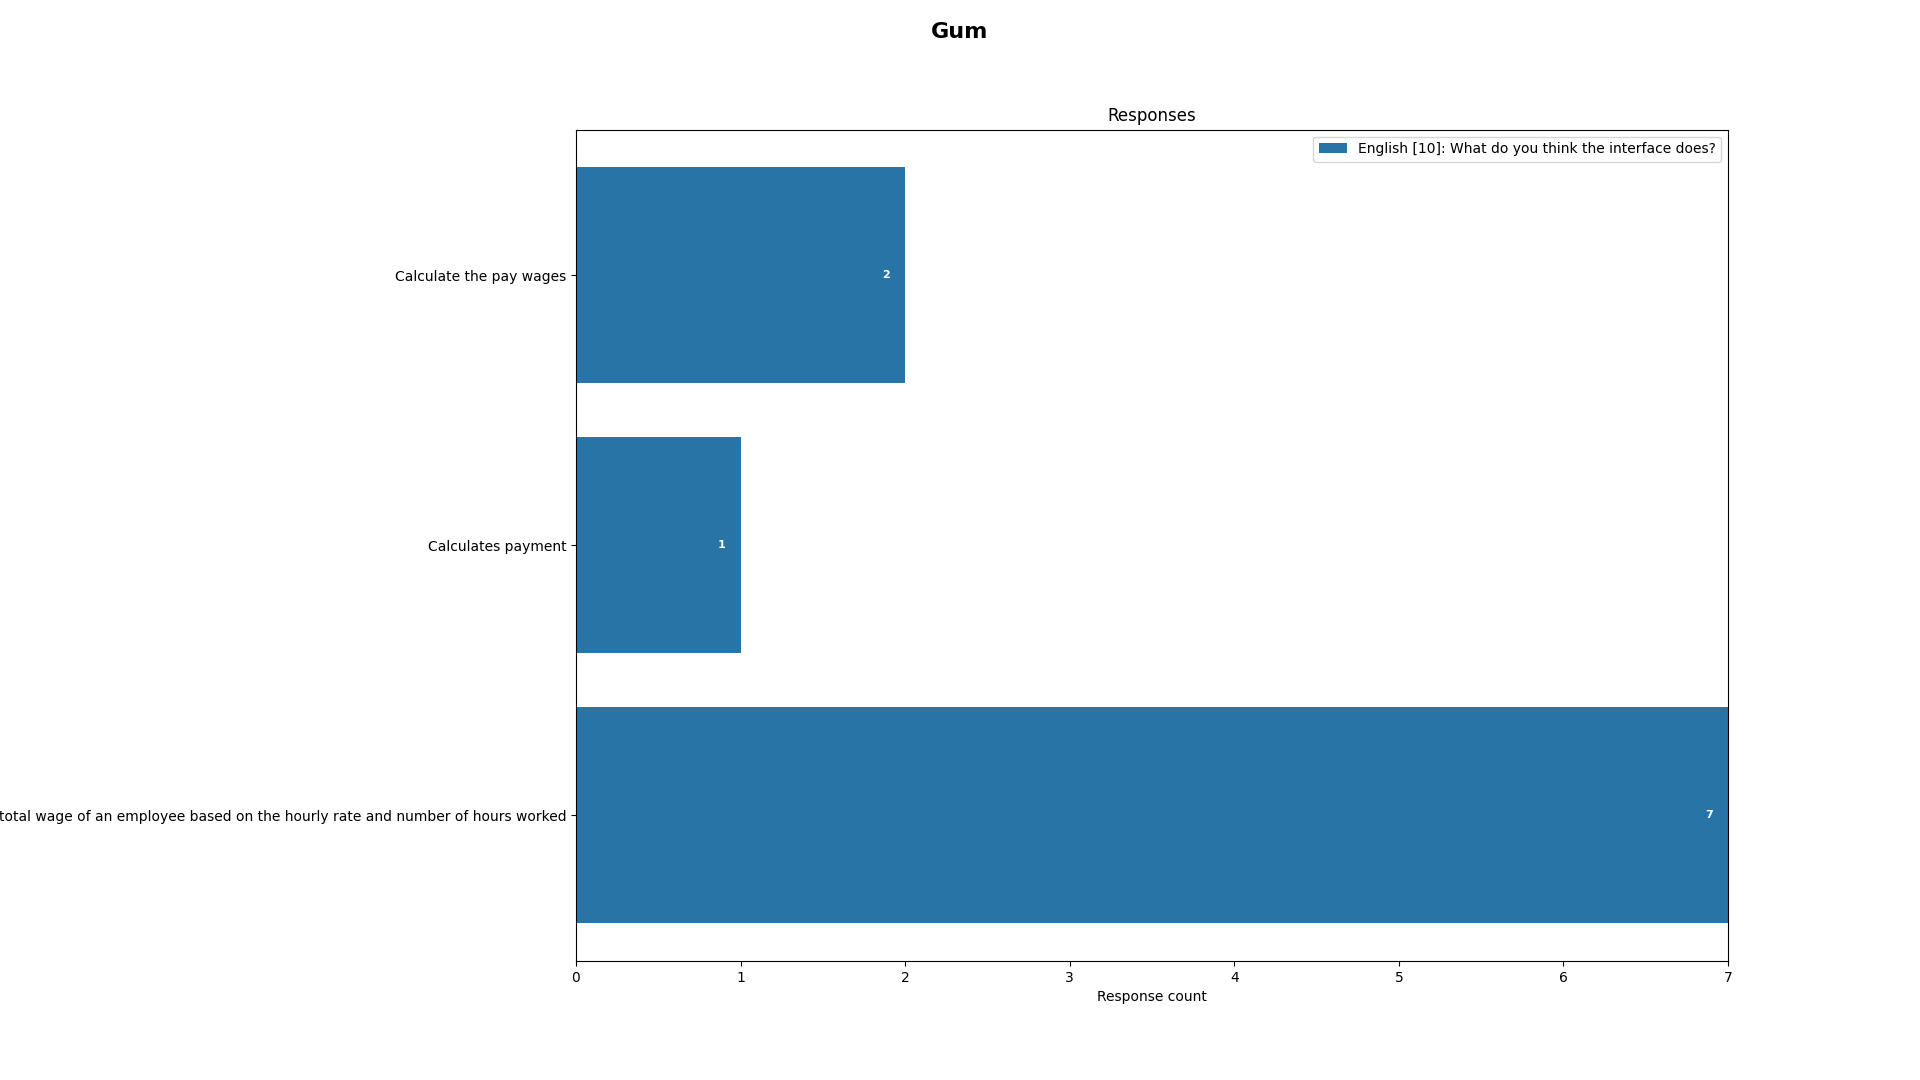 Gum
Responses
English [10]: What do you think the interface does?
Calculate the pay wages
2
Calculates payment
1
total wage of an employee based on the hourly rate and number of hours worked
7
0 1 2 3 4 5 6 7
Response count